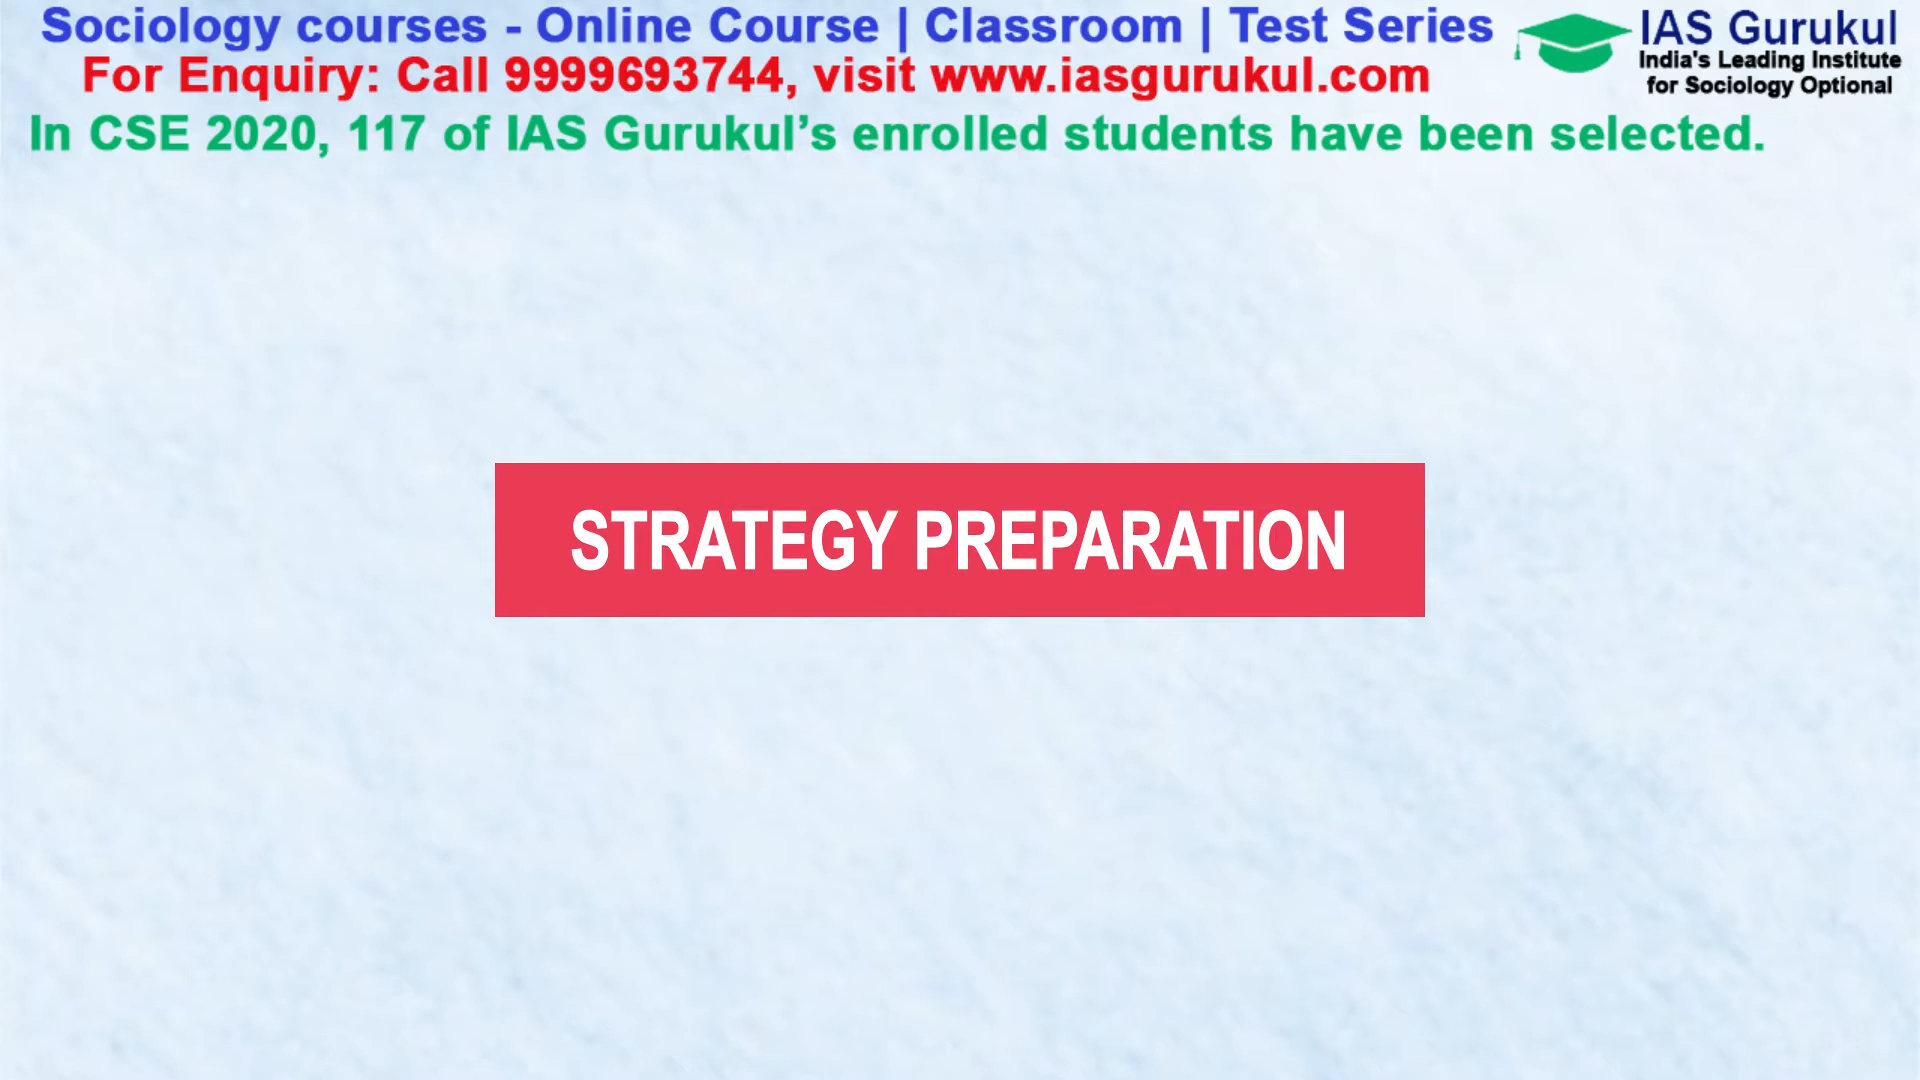 Sociology courses - Online Course | Classroom | Test Series
For Enquiry: Call 9999693744, visit www.iasgurukul.com
In CSE 2020, 117 of IAS Gurukul’s enrolled students have been selected.
IAS Gurukul
India's Leading Institute
for Sociology Optional
STRATEGY PREPARATION